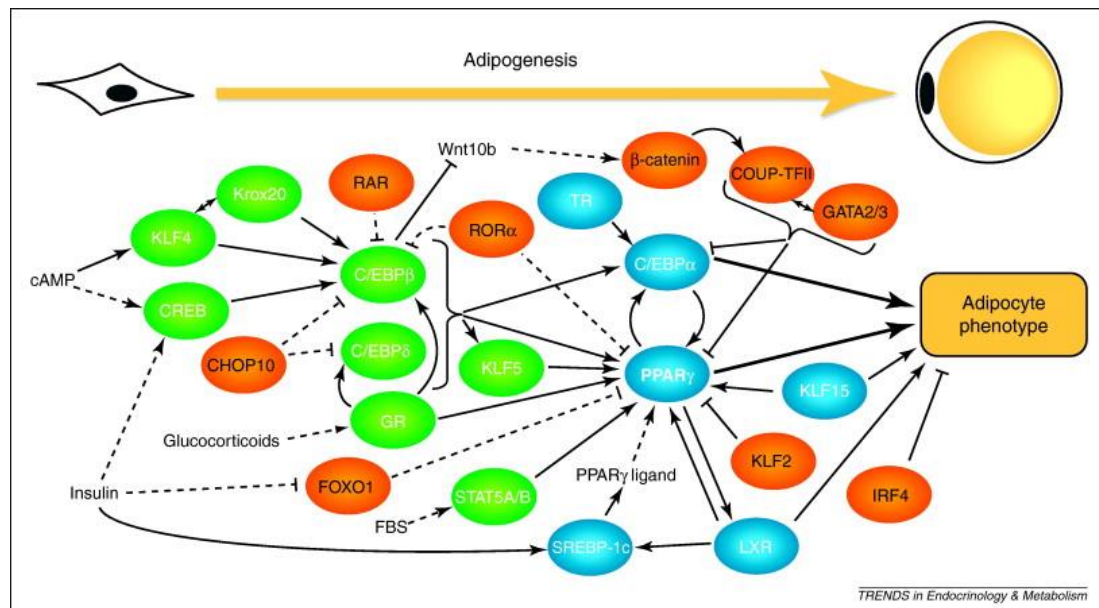 Adipogenesis
Wnt10b
β-catenin
COUP-TFII
GATA2/3
Krox20
RAR
TR
KLF4
RORα
C/EBPβ
C/EBPα
cAMP
CREB
Adipocyte
phenotype
CHOP10
C/EBPδ
KLF5
PPARγ
KLF15
GR
Glucocorticoids
KLF2
PPARγ ligand
Insulin
FOXO1
STAT5A/B
IRF4
FBS
SREBP-1c
LXR
TRENDS in Endocrinology & Metabolism